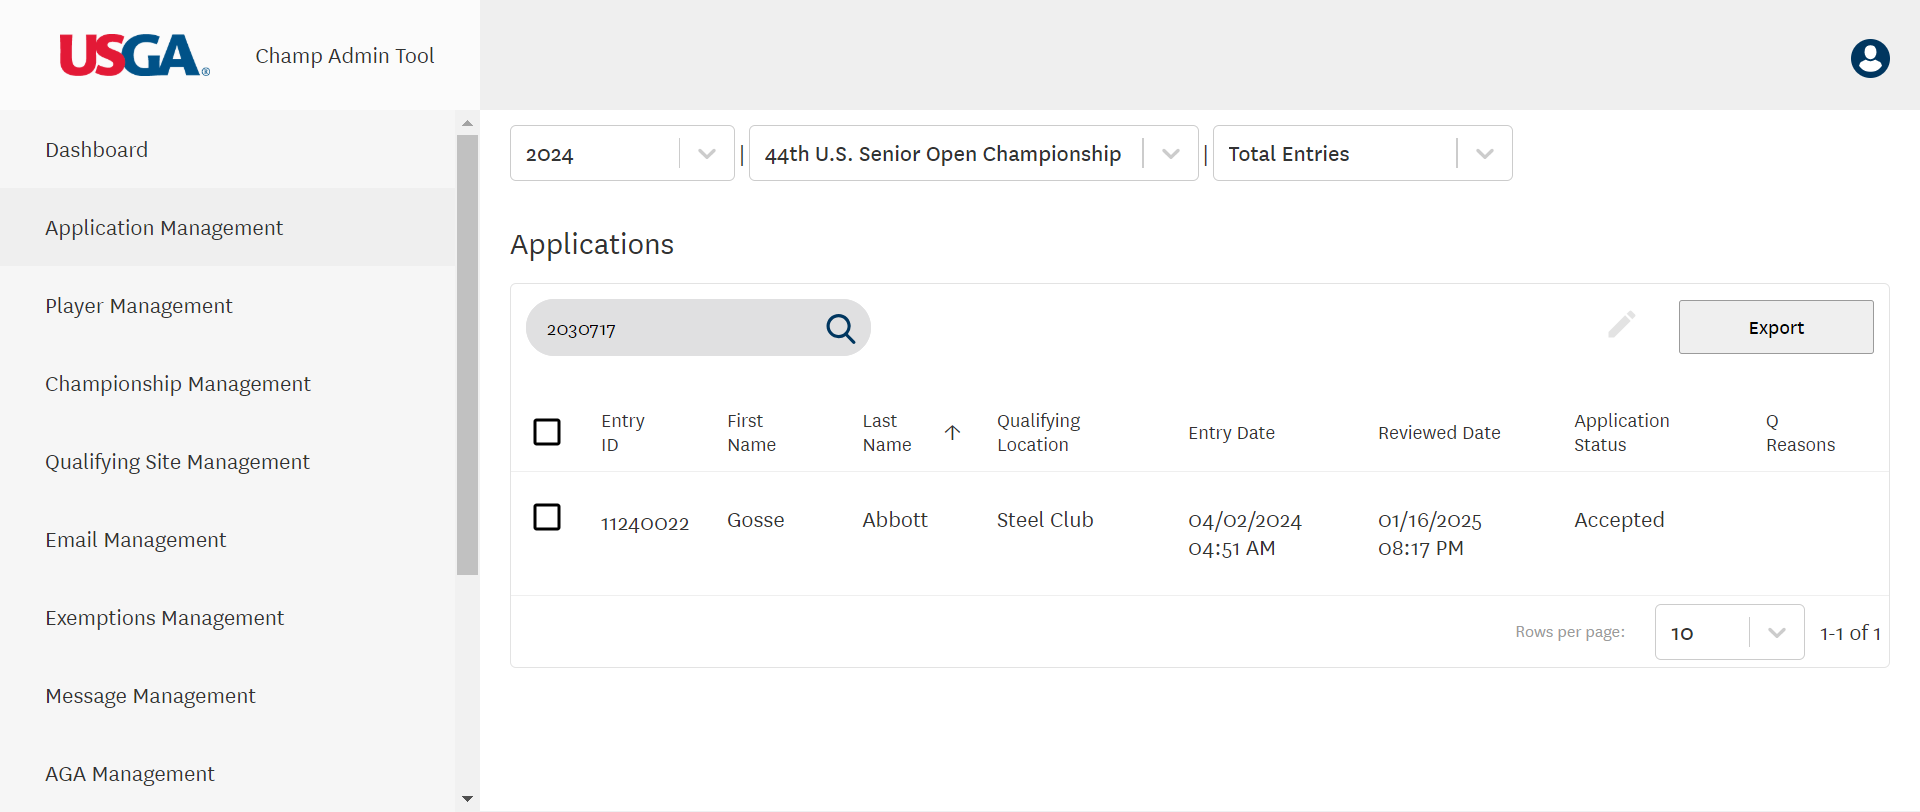 USGA®
Champ Admin Tool
Dashboard
Application Management
Player Management
Championship Management
Qualifying Site Management
Email Management
Exemptions Management
Message Management
AGA Management
2024 | 44th U.S. Senior Open Championship | Total Entries
Applications
2030717
Export
Entry ID First Name Last Name Qualifying Location Entry Date Reviewed Date Application Status Q Reasons
11240022 Gosse Abbott Steel Club 04/02/2024 04:51 AM 01/16/2025 08:17 PM Accepted
Rows per page: 10 1-1 of 1